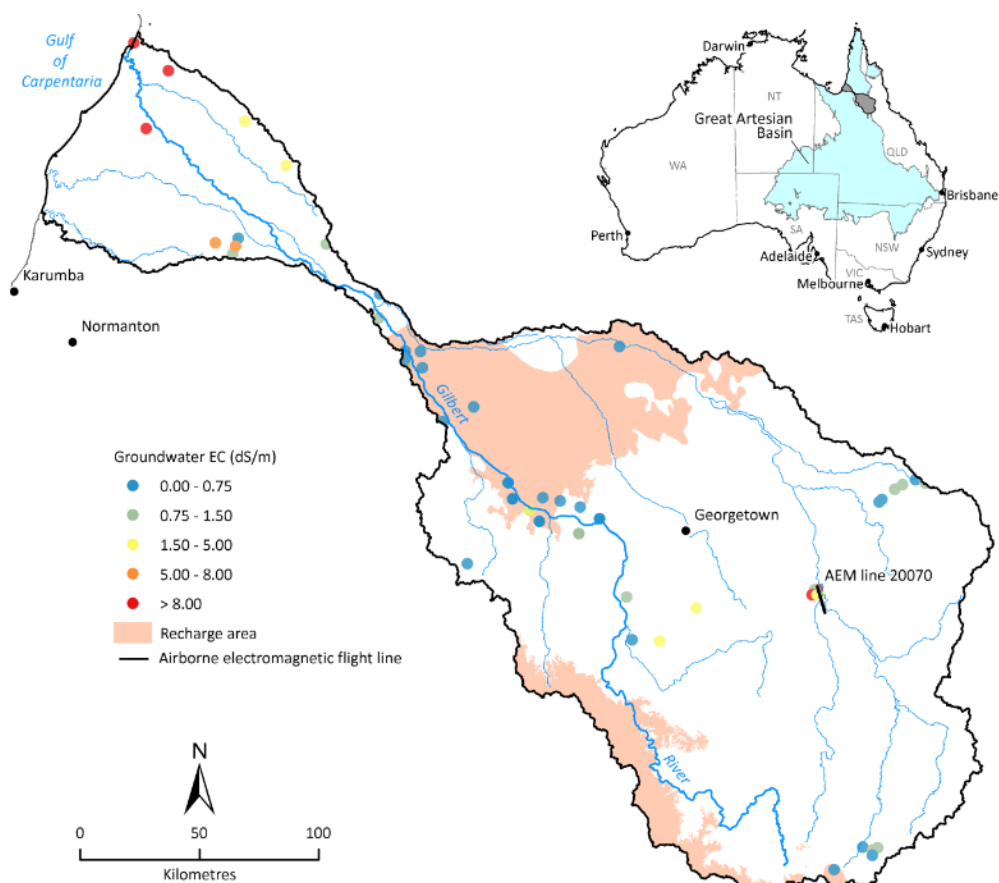 Gulf
of
Carpentaria
Karumba
Normanton
Darwin
NT
Great Artesian
Basin
WA
QLD
Brisbane
SA
Perth
NSW
Adelaide
Sydney
VIC
Melbourne
TAS
Hobart
Gilbert
Groundwater EC (dS/m)
0.00 - 0.75
0.75 - 1.50
1.50 - 5.00
5.00 - 8.00
> 8.00
Recharge area
Airborne electromagnetic flight line
Georgetown
AEM line 20070
River
N
0 50 100
Kilometres